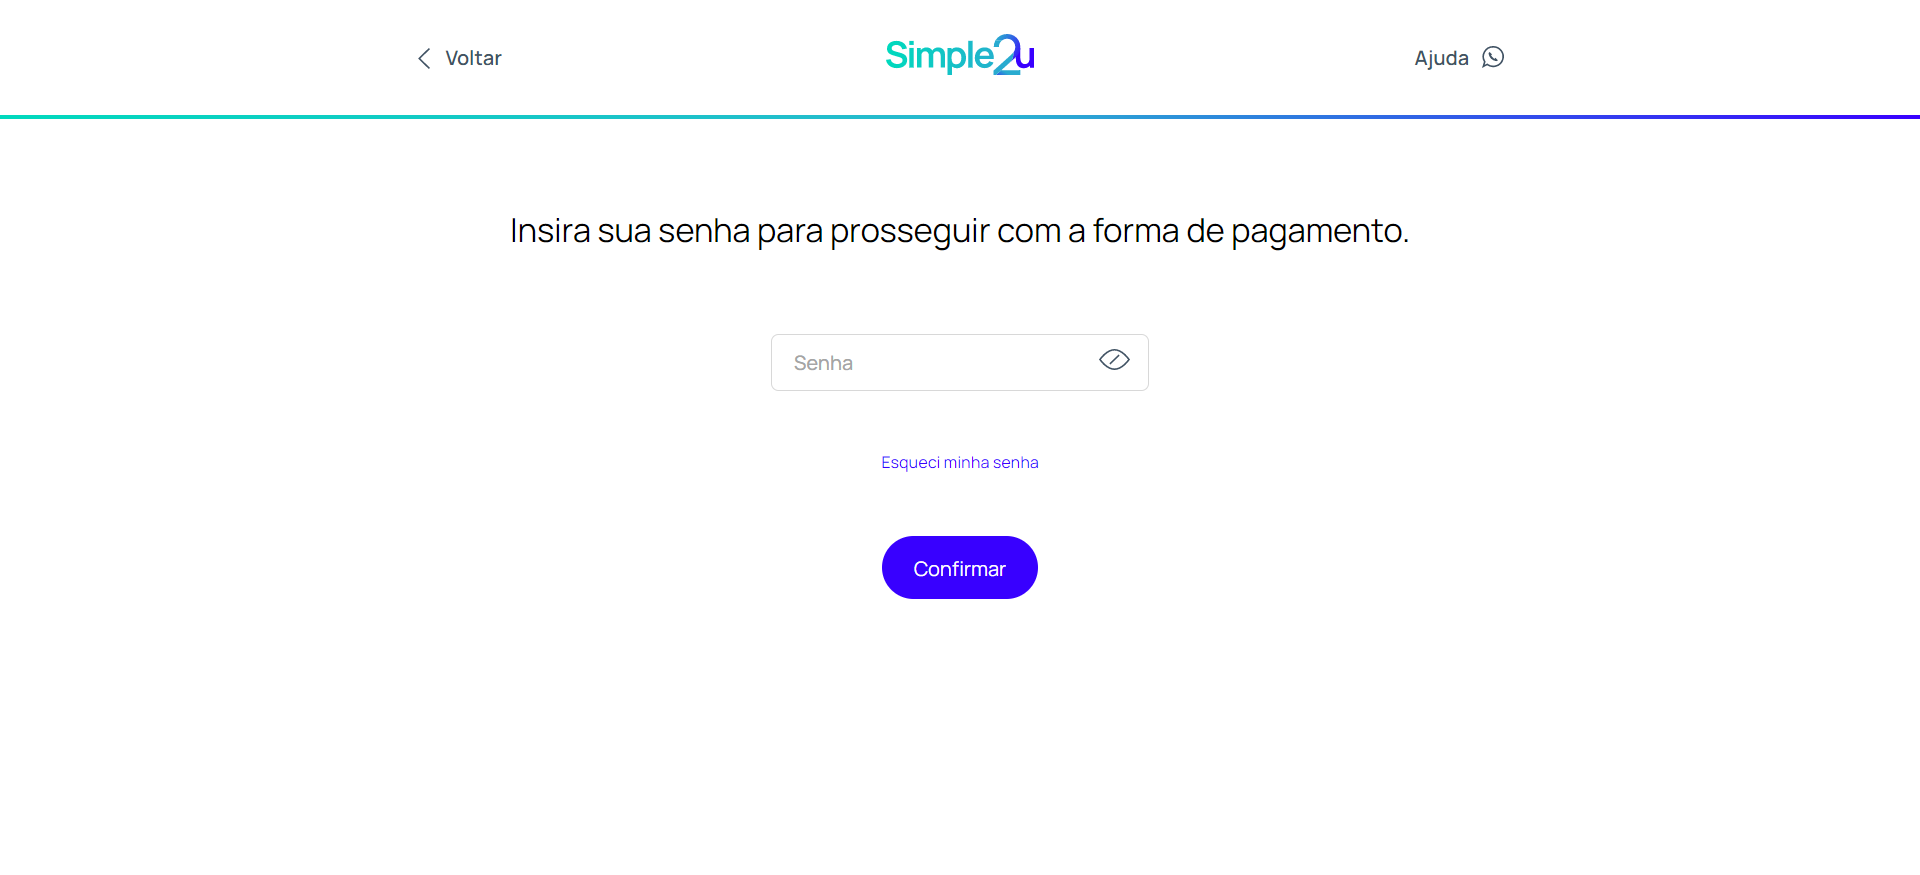 Voltar
Simple2u
Ajuda
Insira sua senha para prosseguir com a forma de pagamento.
Senha
Esqueci minha senha
Confirmar